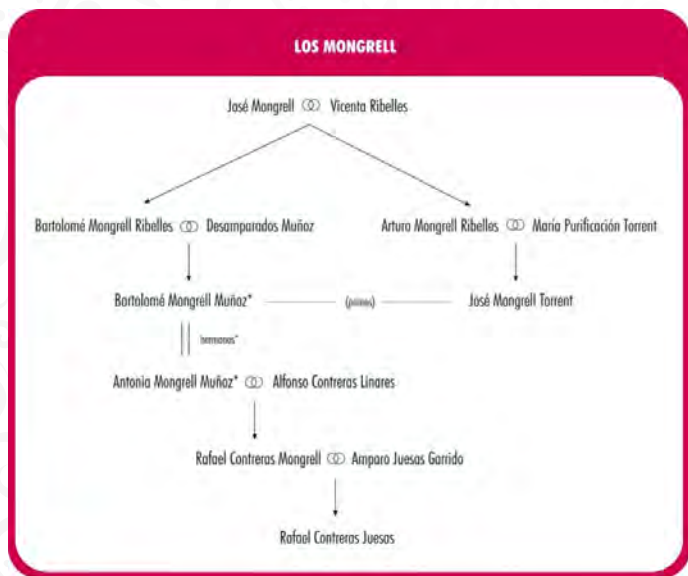 LOS MONGRELL
José Mongrell Vicenta Ribelles
Bartolomé Mongrell Ribelles Desamparados Muñoz Arturo Mongrell Ribelles María Purificación Torrent
Bartolomé Mongrell Muñoz* (primos) José Mongrell Torrent
hermanos*
Antonia Mongrell Muñoz* Alfonso Contreras Linares
Rafael Contreras Mongrell Amparo Juesas Garrido
Rafael Contreras Juesas